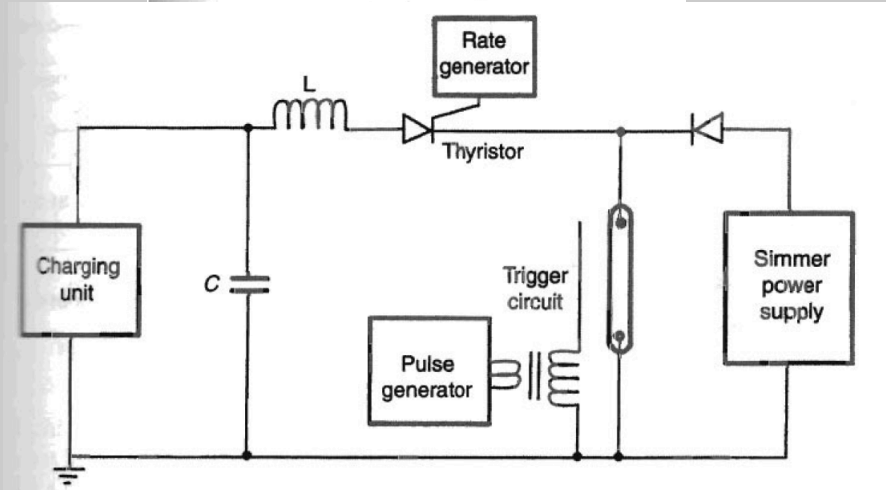 Rate
generator
L
Thyristor
Charging
unit
C
Trigger
circuit
Simmer
power
supply
Pulse
generator